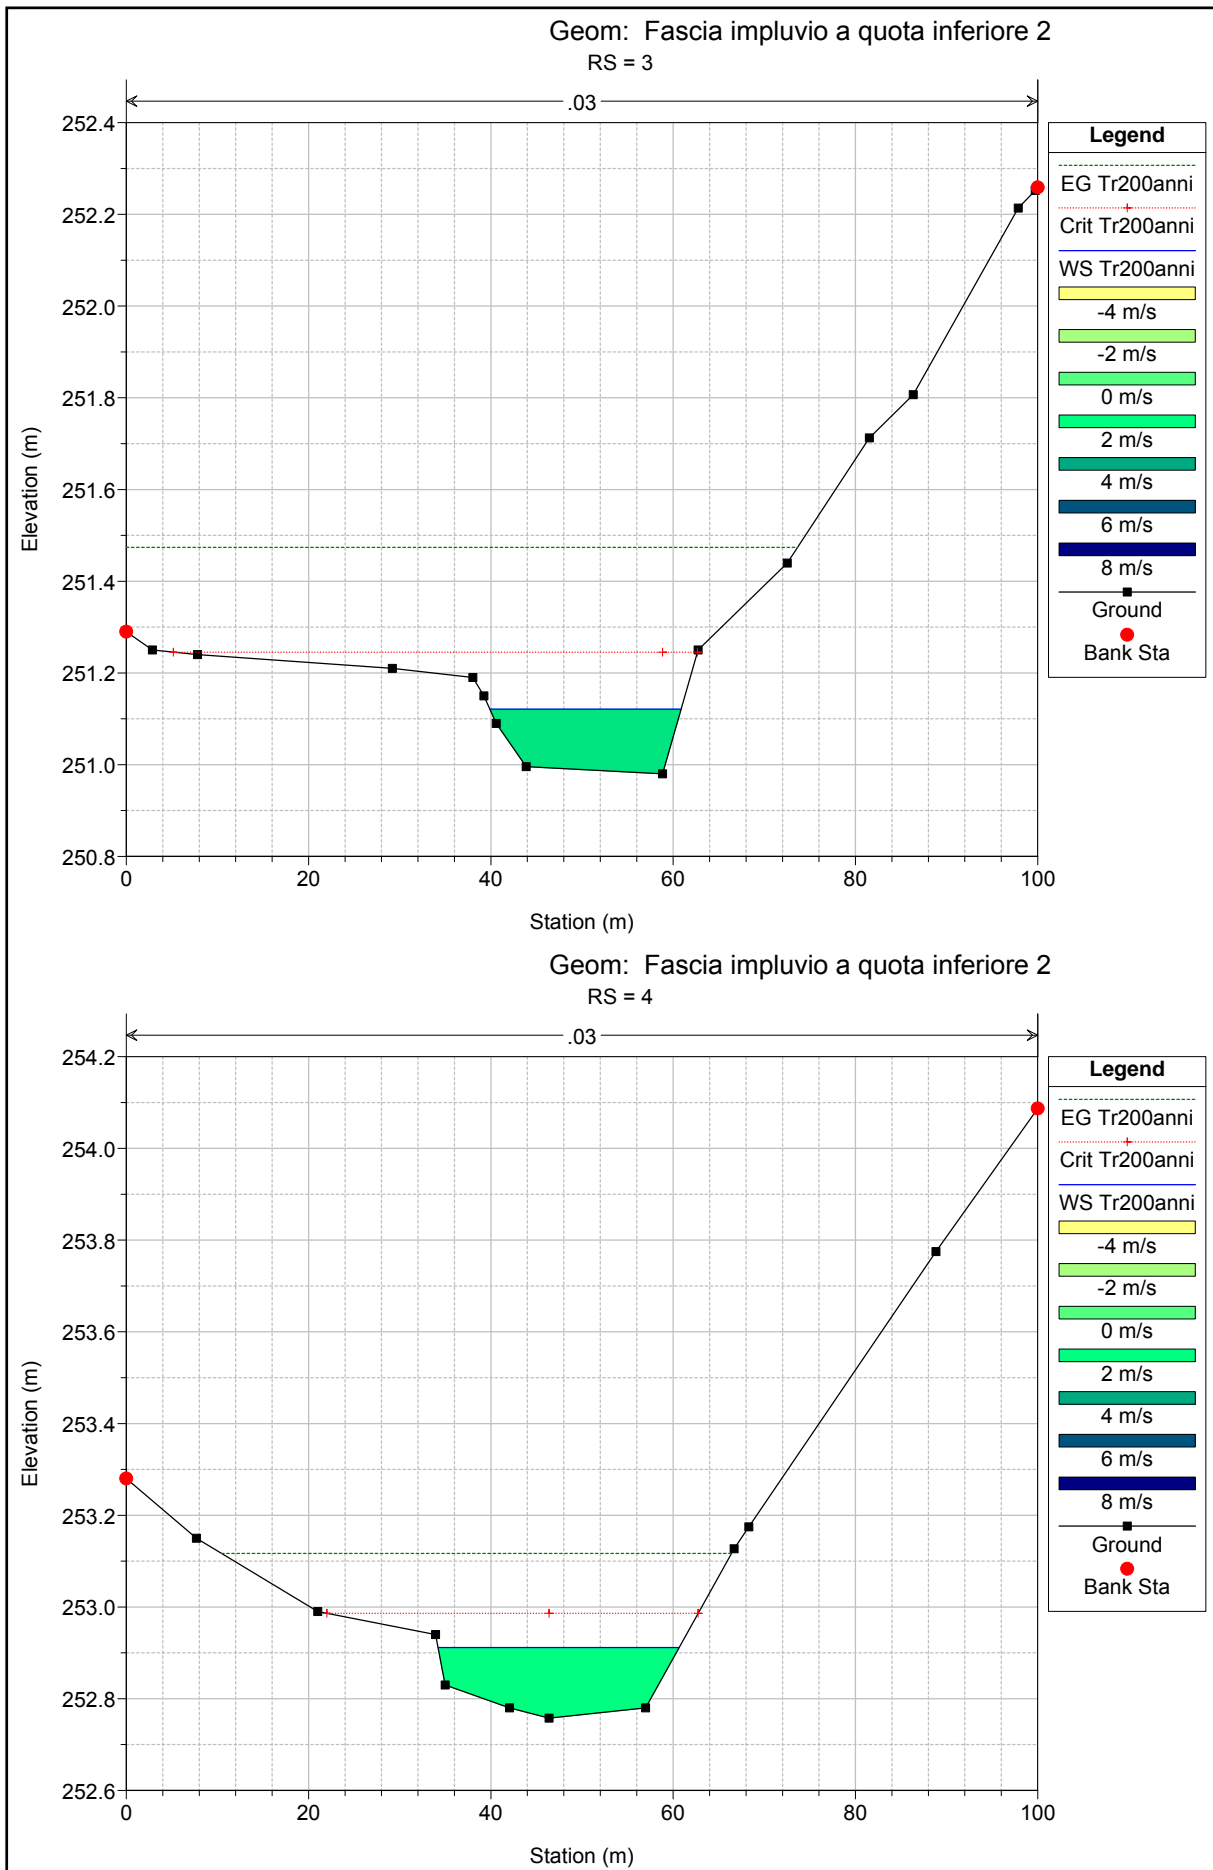 Geom: Fascia impluvio a quota inferiore 2
RS = 3
.03
252.4
252.2
252.0
251.8
251.6
251.4
251.2
251.0
250.8
Elevation (m)
0 20 40 60 80 100
Station (m)
Legend
EG Tr200anni
Crit Tr200anni
WS Tr200anni
-4 m/s
-2 m/s
0 m/s
2 m/s
4 m/s
6 m/s
8 m/s
Ground
Bank Sta
Geom: Fascia impluvio a quota inferiore 2
RS = 4
.03
254.2
254.0
253.8
253.6
253.4
253.2
253.0
252.8
252.6
Elevation (m)
0 20 40 60 80 100
Station (m)
Legend
EG Tr200anni
Crit Tr200anni
WS Tr200anni
-4 m/s
-2 m/s
0 m/s
2 m/s
4 m/s
6 m/s
8 m/s
Ground
Bank Sta